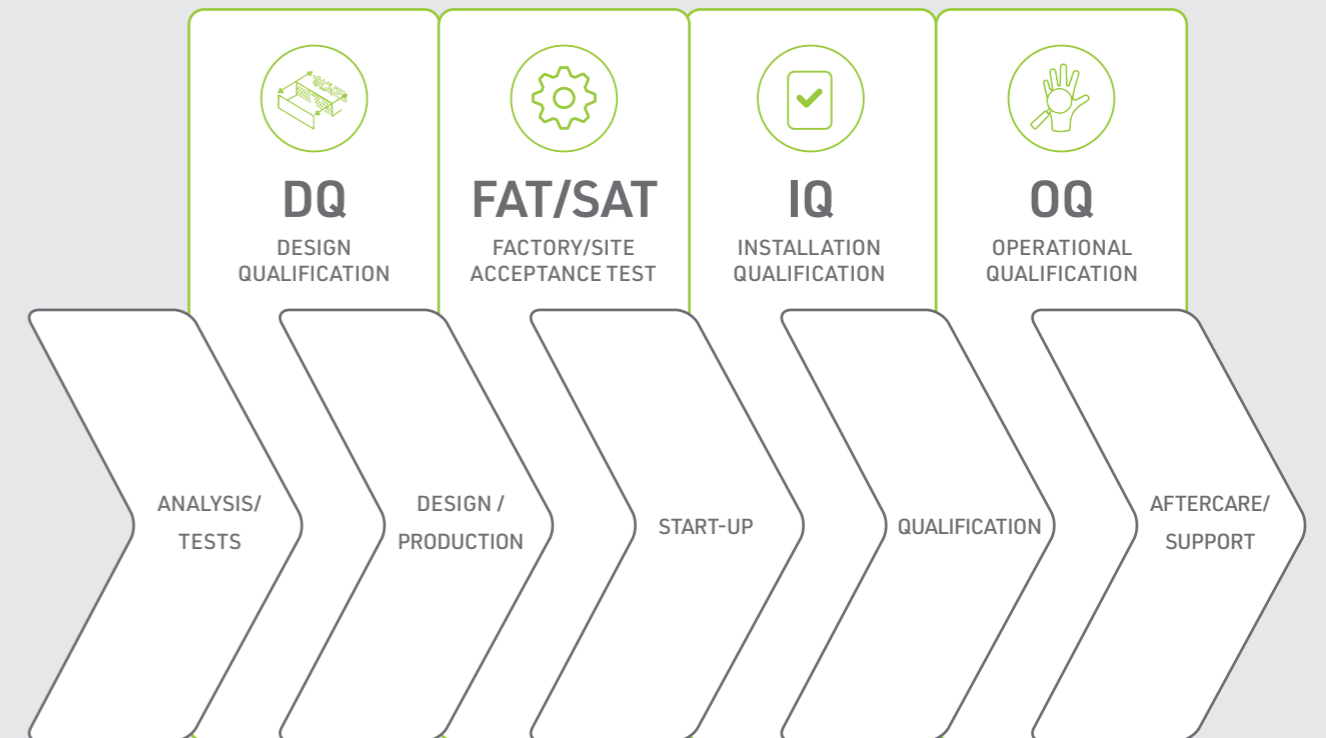 DQ
DESIGN
QUALIFICATION
FAT/SAT
FACTORY/SITE
ACCEPTANCE TEST
IQ
INSTALLATION
QUALIFICATION
OQ
OPERATIONAL
QUALIFICATION
ANALYSIS/
TESTS
DESIGN /
PRODUCTION
START-UP
QUALIFICATION
AFTERCARE/
SUPPORT